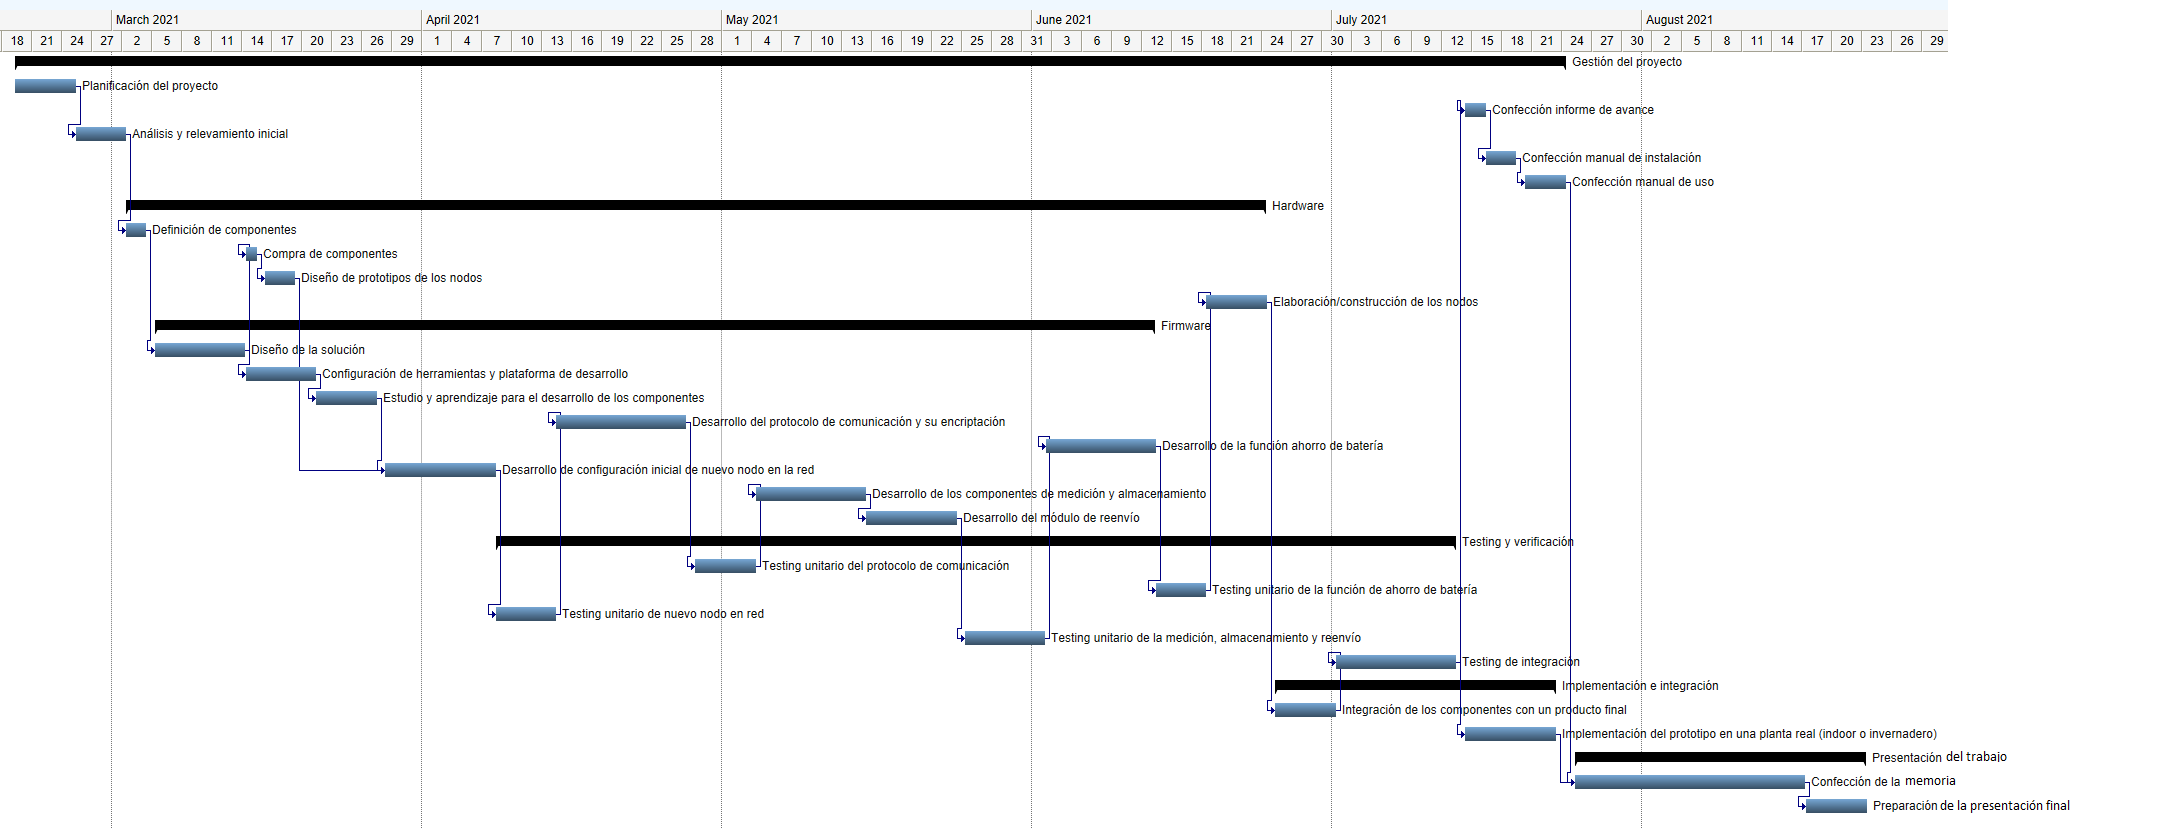 March 2021 April 2021 May 2021 June 2021 July 2021 August 2021
18 21 24 27 2 5 8 11 14 17 20 23 26 29 1 4 7 10 13 16 19 22 25 28 1 4 7 10 13 16 19 22 25 28 31 3 6 9 12 15 18 21 24 27 30 3 6 9 12 15 18 21 24 27 30 2 5 8 11 14 17 20 23 26 29
Gestión del proyecto
Planificación del proyecto
Confección informe de avance
Análisis y relevamiento inicial
Confección manual de instalación
Confección manual de uso
Hardware
Definición de componentes
Compra de componentes
Diseño de prototipos de los nodos
Elaboración/construcción de los nodos
Firmware
Diseño de la solución
Configuración de herramientas y plataforma de desarrollo
Estudio y aprendizaje para el desarrollo de los componentes
Desarrollo del protocolo de comunicación y su encriptación
Desarrollo de la función ahorro de batería
Desarrollo de configuración inicial de nuevo nodo en la red
Desarrollo de los componentes de medición y almacenamiento
Desarrollo del módulo de reenvío
Testing y verificación
Testing unitario del protocolo de comunicación
Testing unitario de la función de ahorro de batería
Testing unitario de nuevo nodo en red
Testing unitario de la medición, almacenamiento y reenvío
Testing de integración
Implementación e integración
Integración de los componentes con un producto final
Implementación del prototipo en una planta real (indoor o invernadero)
Presentación del trabajo
Confección de la memoria
Preparación de la presentación final